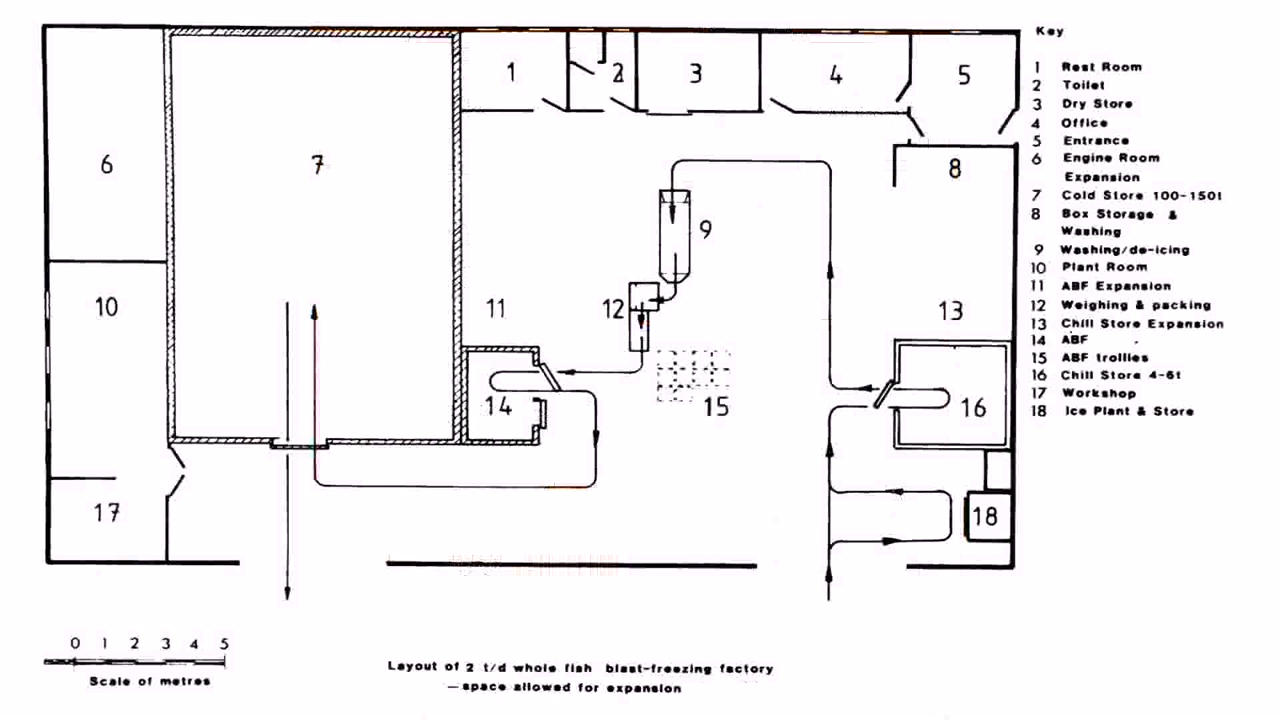 Key
1 Rest Room
2 Toilet
3 Dry Store
4 Office
5 Entrance
6 Engine Room
Expansion
7 Cold Store 100-150t
8 Box Storage &
Washing
9 Washing/de-icing
10 Plant Room
11 ABF Expansion
12 Weighing & packing
13 Chill Store Expansion
14 ABF
15 ABF trollies
16 Chill Store 4-6t
17 Workshop
18 Ice Plant & Store
1
2
3
4
5
6
7
8
9
10
11
12
13
14
15
16
17
18
0 1 2 3 4 5
Scale of metres
Layout of 2 t/d whole fish blast-freezing factory
— space allowed for expansion